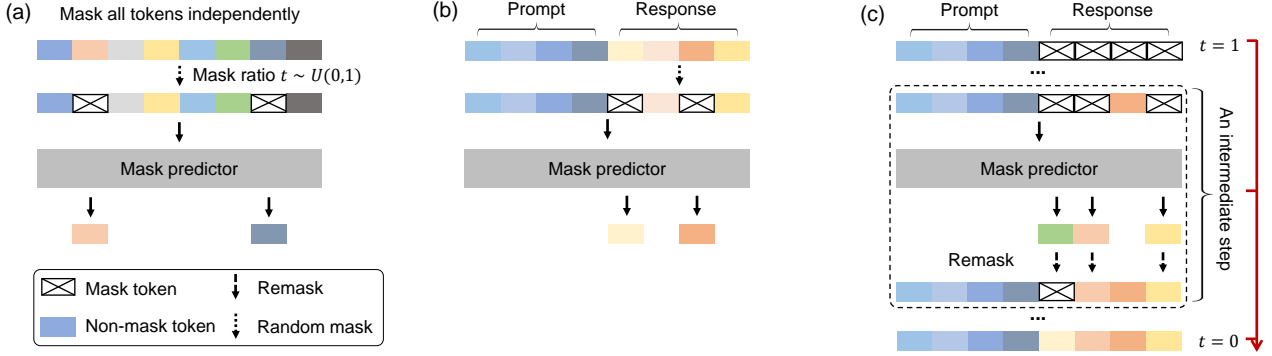 (a)
Mask all tokens independently
Mask ratio t ~ U(0,1)
Mask predictor
Mask token
Remask
Non-mask token
Random mask
(b)
Prompt
Response
Mask predictor
(c)
Prompt
Response
t = 1
...
Mask predictor
Remask
An intermediate step
...
t = 0